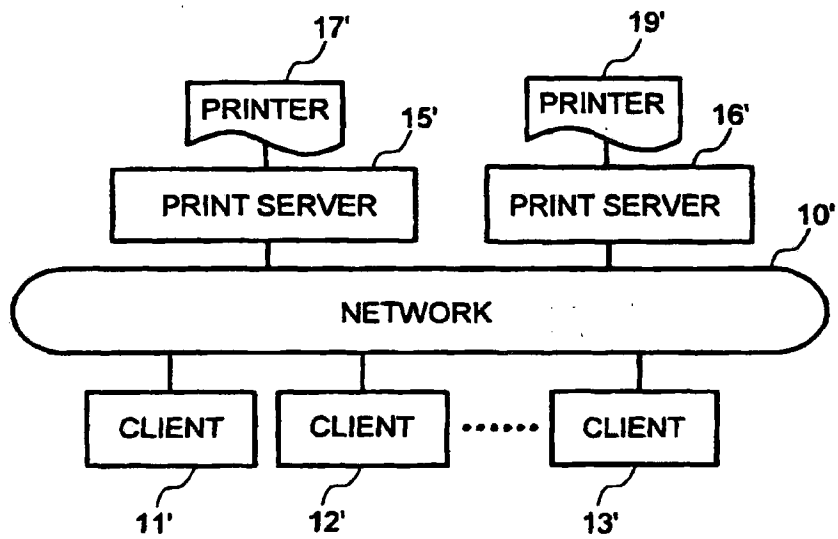 17' 19'
PRINTER PRINTER
15' 16'
PRINT SERVER PRINT SERVER
10'
NETWORK
CLIENT CLIENT ...... CLIENT
11' 12' 13'